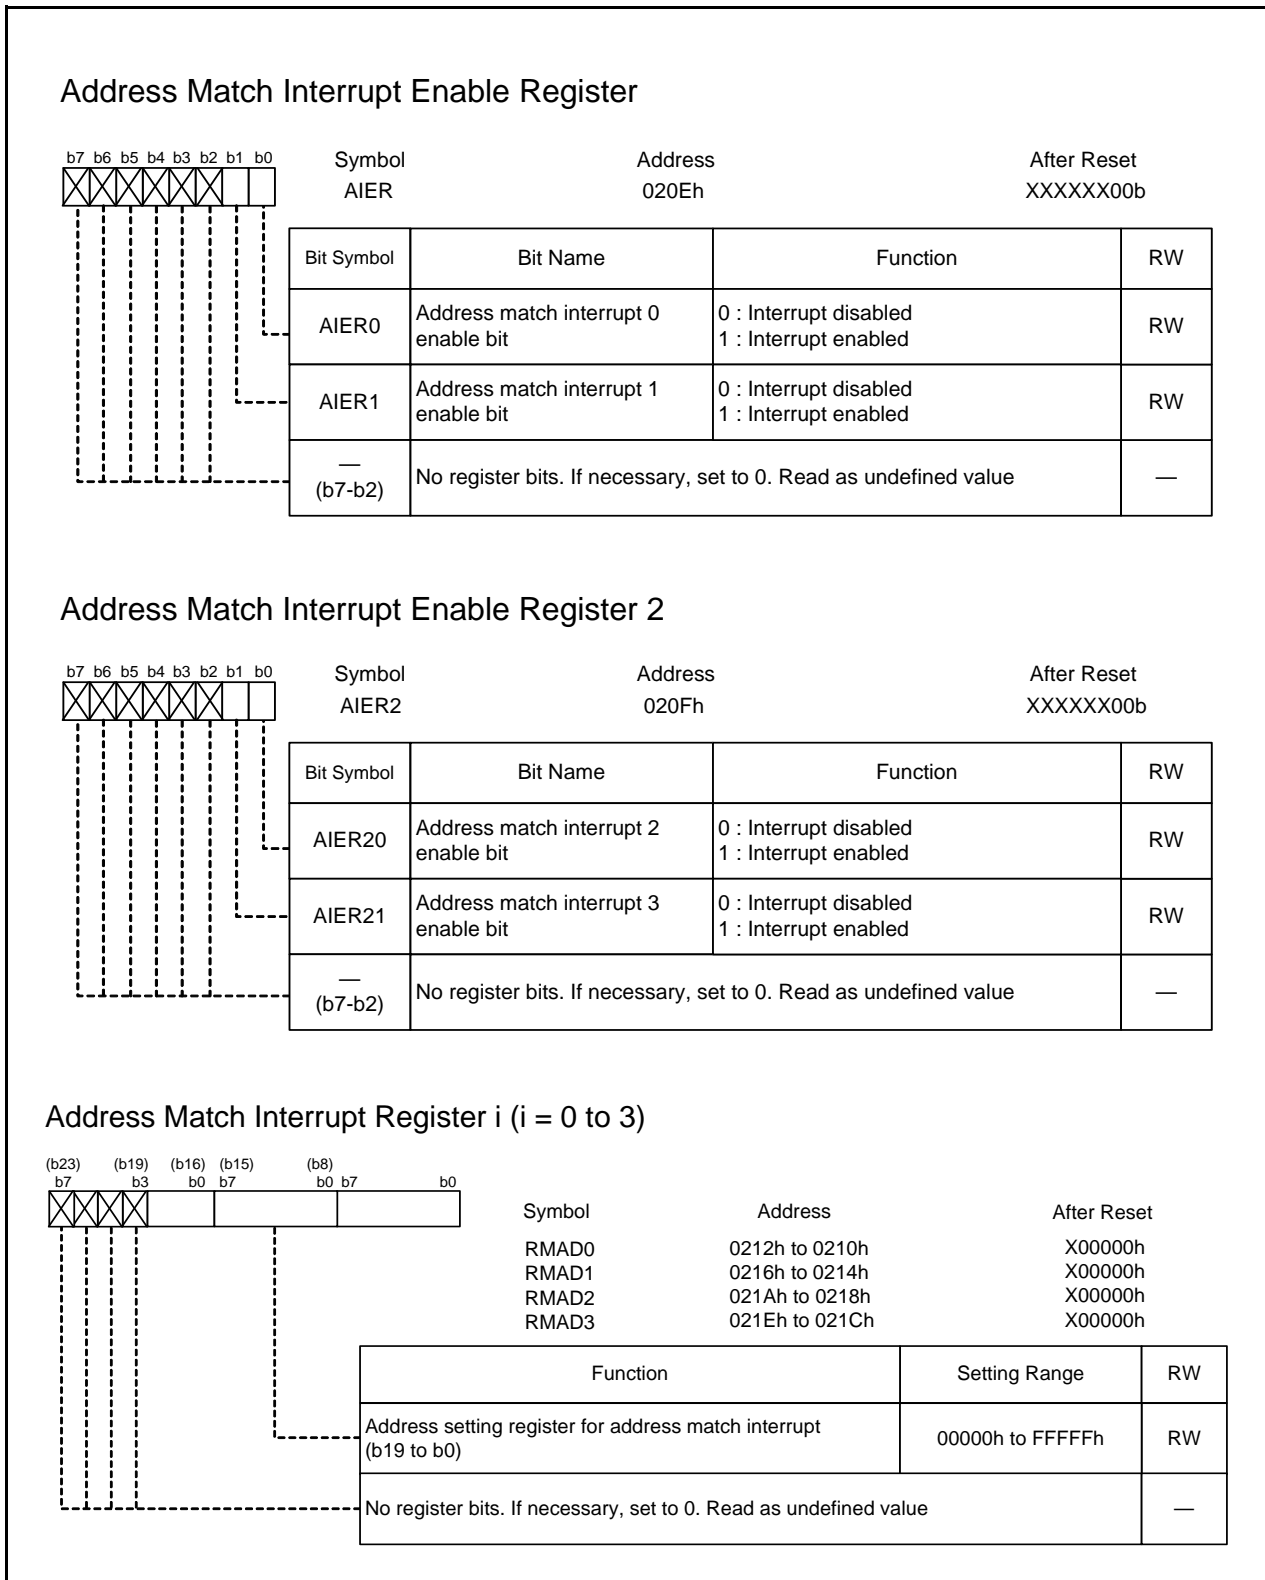 Address Match Interrupt Enable Register
b7 b6 b5 b4 b3 b2 b1 b0
Symbol Address After Reset
AIER 020Eh XXXXXX00b
Bit Symbol Bit Name Function RW
AIER0 Address match interrupt 0 enable bit 0 : Interrupt disabled 1 : Interrupt enabled RW
AIER1 Address match interrupt 1 enable bit 0 : Interrupt disabled 1 : Interrupt enabled RW
— (b7-b2) No register bits. If necessary, set to 0. Read as undefined value —
Address Match Interrupt Enable Register 2
b7 b6 b5 b4 b3 b2 b1 b0
Symbol Address After Reset
AIER2 020Fh XXXXXX00b
Bit Symbol Bit Name Function RW
AIER20 Address match interrupt 2 enable bit 0 : Interrupt disabled 1 : Interrupt enabled RW
AIER21 Address match interrupt 3 enable bit 0 : Interrupt disabled 1 : Interrupt enabled RW
— (b7-b2) No register bits. If necessary, set to 0. Read as undefined value —
Address Match Interrupt Register i (i = 0 to 3)
(b23) (b19) (b16) (b15) (b8)
b7 b3 b0 b7 b0 b7 b0
Symbol Address After Reset
RMAD0 0212h to 0210h X00000h
RMAD1 0216h to 0214h X00000h
RMAD2 021Ah to 0218h X00000h
RMAD3 021Eh to 021Ch X00000h
Function Setting Range RW
Address setting register for address match interrupt (b19 to b0) 00000h to FFFFFh RW
No register bits. If necessary, set to 0. Read as undefined value —